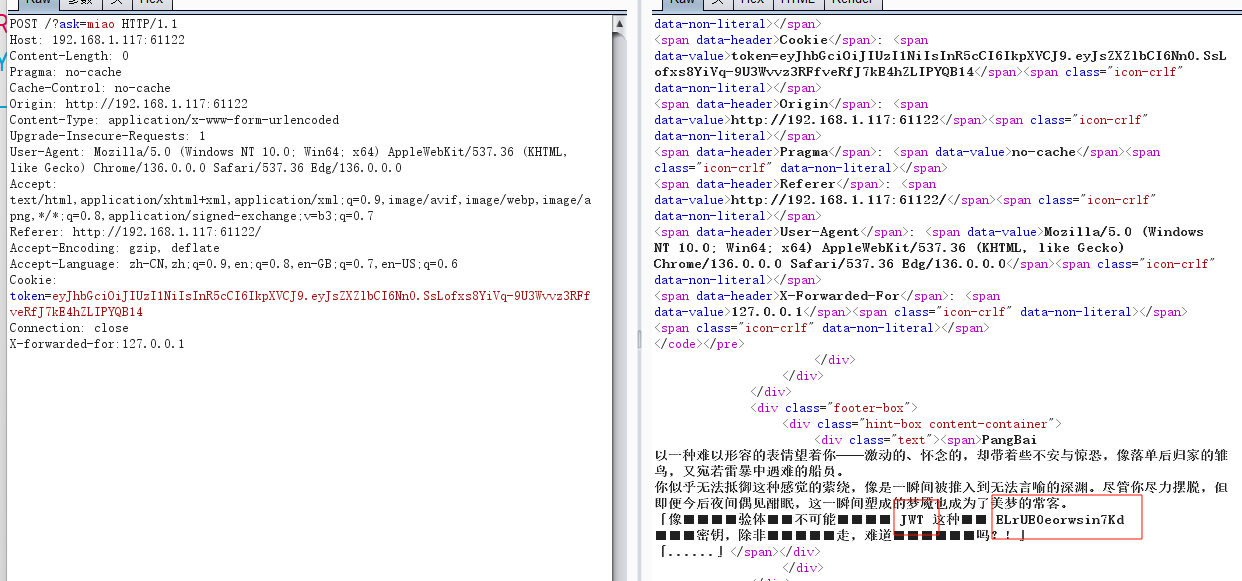 POST /?ask=miao HTTP/1.1
Host: 192.168.1.117:61122
Content-Length: 0
Pragma: no-cache
Cache-Control: no-cache
Origin: http://192.168.1.117:61122
Content-Type: application/x-www-form-urlencoded
Upgrade-Insecure-Requests: 1
User-Agent: Mozilla/5.0 (Windows NT 10.0; Win64; x64) AppleWebKit/537.36 (KHTML,
like Gecko) Chrome/136.0.0.0 Safari/537.36 Edg/136.0.0.0
Accept:
text/html,application/xhtml+xml,application/xml;q=0.9,image/avif,image/webp,image/a
png,*/*;q=0.8,application/signed-exchange;v=b3;q=0.7
Referer: http://192.168.1.117:61122/
Accept-Encoding: gzip, deflate
Accept-Language: zh-CN,zh;q=0.9,en;q=0.8,en-GB;q=0.7,en-US;q=0.6
Cookie:
token=eyJhbGciOiJIUzI1NiIsInR5cCI6IkpXVCJ9.eyJsZXZlbCI6Nn0.SsLofxs8YiVq-9U3Wvvz3RFf
veRfJ7kE4hZLIPYQB14
Connection: close
X-forwarded-for:127.0.0.1
data-non-literal></span>
<span data-header>Cookie</span>: <span
data-value>token=eyJhbGciOiJIUzI1NiIsInR5cCI6IkpXVCJ9.eyJsZXZlbCI6Nn0.SsL
ofxs8YiVq-9U3Wvvz3RFfveRfJ7kE4hZLIPYQB14</span><span class="icon-crlf"
data-non-literal></span>
<span data-header>Origin</span>: <span
data-value>http://192.168.1.117:61122</span><span class="icon-crlf"
data-non-literal></span>
<span data-header>Pragma</span>: <span data-value>no-cache</span><span
class="icon-crlf" data-non-literal></span>
<span data-header>Referer</span>: <span
data-value>http://192.168.1.117:61122/</span><span class="icon-crlf"
data-non-literal></span>
<span data-header>User-Agent</span>: <span data-value>Mozilla/5.0 (Windows
NT 10.0; Win64; x64) AppleWebKit/537.36 (KHTML, like Gecko)
Chrome/136.0.0.0 Safari/537.36 Edg/136.0.0.0</span><span class="icon-crlf"
data-non-literal></span>
<span data-header>X-Forwarded-For</span>: <span
data-value>127.0.0.1</span><span class="icon-crlf" data-non-literal></span>
<span class="icon-crlf" data-non-literal></span>
</code></pre>
</div>
</div>
</div>
<div class="footer-box">
<div class="hint-box content-container">
<div class="text"><span>PangBai
以一种难以形容的表情望着你——激动的、怀念的，却带着些不安与惊恐，像落单后归家的雏
鸟，又宛若雷暴中遇难的船员。
你似乎无法抵御这种感觉的萦绕，像是一瞬间被推入到无法言喻的深渊。尽管你尽力摆脱，但
即便今后夜间偶见酣眠，这一瞬间塑成的梦魇也成为了美梦的常客。
「像■■■■验体■■不可能■■■■ JWT 这种■■ ELrUE0eorwsin7Kd
■■■密钥，除非■■■■■走，难道■■■■■■吗？！』
『......』</span></div>
</div>